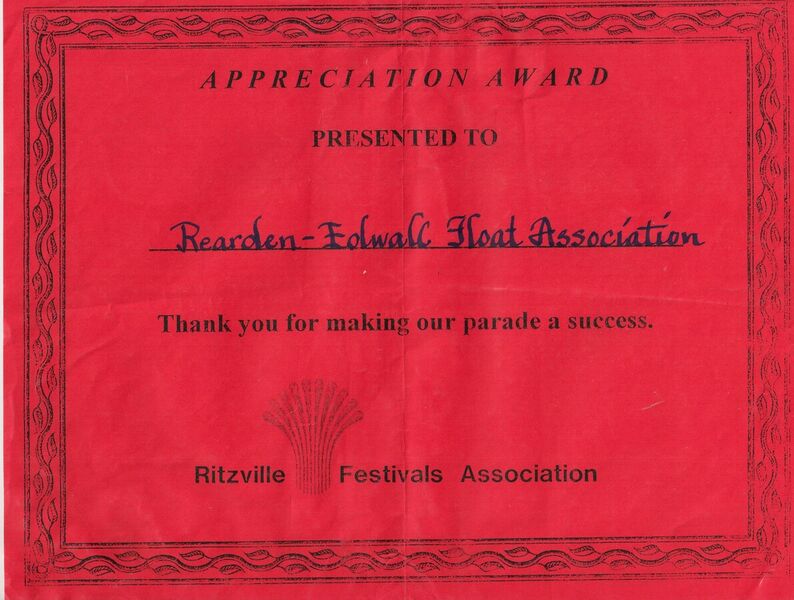 APPRECIATION AWARD
PRESENTED TO
Rearden-Edwall Float Association
Thank you for making our parade a success.
Ritzville Festivals Association